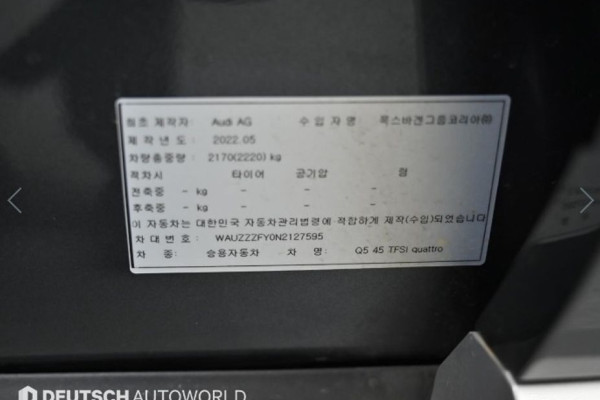 최초 제작자: Audi AG 수 입 자 명: 폭스바겐그룹코리아㈜
제 작 년 도 : 2022.05
차량총중량 : 2170(2220) kg
적차시 타이어 공기압 림
전축중 - kg - - -
후축중 - kg - - -
이 자동차는 대한민국 자동차관리법령에 적합하게 제작(수입)되었습니다
차 대 번 호 : WAUZZZFY0N2127595
차 종: 승용자동차 차 명: Q5 45 TFSI quattro
DEUTSCH AUTOWORLD